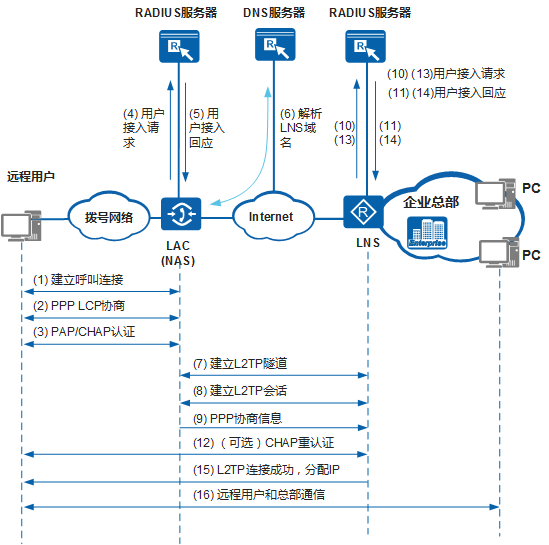 RADIUS服务器
DNS服务器
RADIUS服务器
(4) 用户
接入请
求
(5) 用
户接入
回应
(6) 解析
LNS域
名
(10)
(13)
(11)
(14)
(10) (13)用户接入请求
(11) (14)用户接入回应
远程用户
拨号网络
LAC
(NAS)
Internet
R
LNS
企业总部
Enterprise
PC
PC
(1) 建立呼叫连接
(2) PPP LCP协商
(3) PAP/CHAP认证
(7) 建立L2TP隧道
(8) 建立L2TP会话
(9) PPP协商信息
(12) （可选）CHAP重认证
(15) L2TP连接成功，分配IP
(16) 远程用户和总部通信